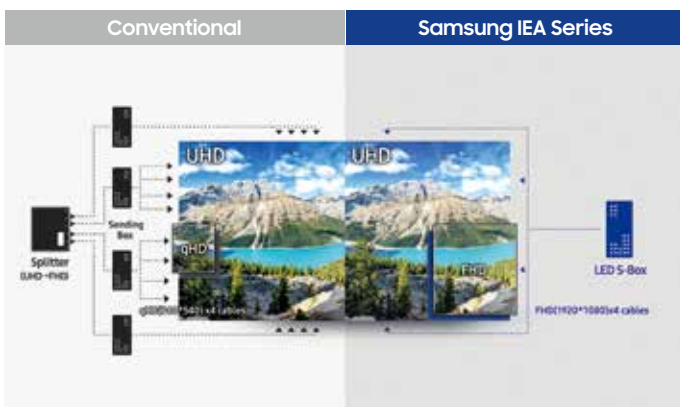 Conventional
Samsung IEA Series
UHD
UHD
Sending
Box
qHD
FHD
Splitter
(UHD→FHD)
LED S-Box
x4 cables
FHD(1920*1080)x4 cables